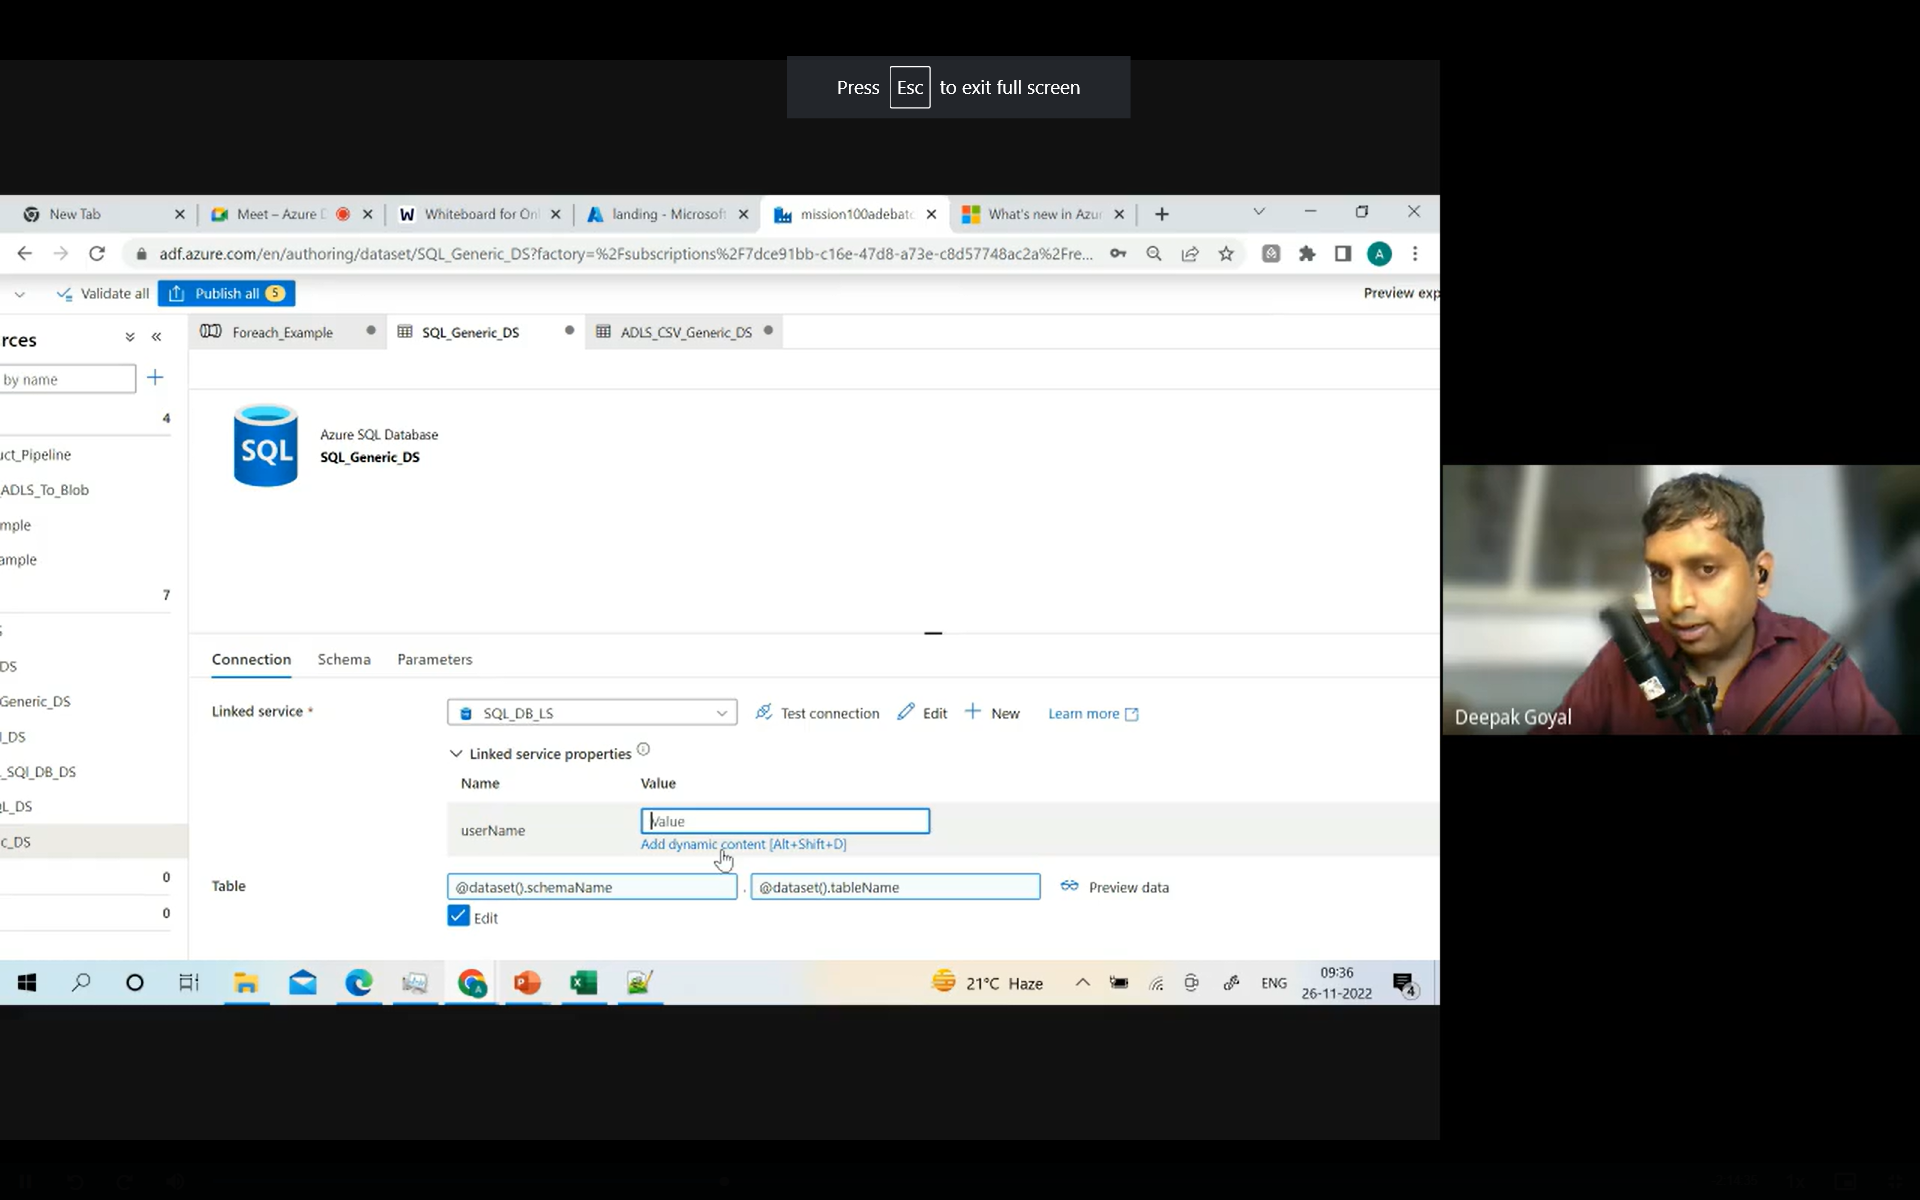 Press Esc to exit full screen
New Tab
Meet – Azure D
Whiteboard for Onl
landing - Microsoft
mission100adebatc
What's new in Azur
adf.azure.com/en/authoring/dataset/SQL_Generic_DS?factory=%2Fsubscriptions%2F7dce91bb-c16e-47d8-a73e-c8d57748ac2a%2Fre...
A
Validate all
Publish all 5
Preview exp
rces
Foreach_Example
SQL_Generic_DS
ADLS_CSV_Generic_DS
by name
4
uct_Pipeline
_ADLS_To_Blob
mple
ample
7
DS
Generic_DS
_DS
_SQl_DB_DS
L_DS
c_DS
0
0
SQL
Azure SQL Database
SQL_Generic_DS
Connection
Schema
Parameters
Linked service *
SQL_DB_LS
Test connection
Edit
New
Learn more
Linked service properties
Name
Value
userName
Value
Add dynamic content [Alt+Shift+D]
Table
@dataset().schemaName
.
@dataset().tableName
Preview data
Edit
Deepak Goyal
21°C Haze
ENG
09:36
26-11-2022
4